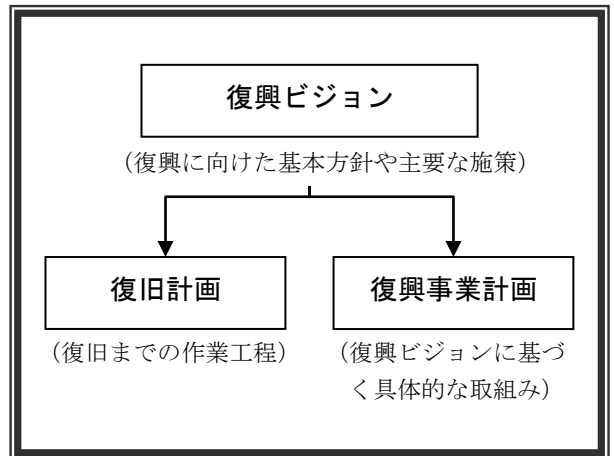 復興ビジョン
（復興に向けた基本方針や主要な施策）
復旧計画
（復旧までの作業工程）
復興事業計画
（復興ビジョンに基づ
く具体的な取組み）